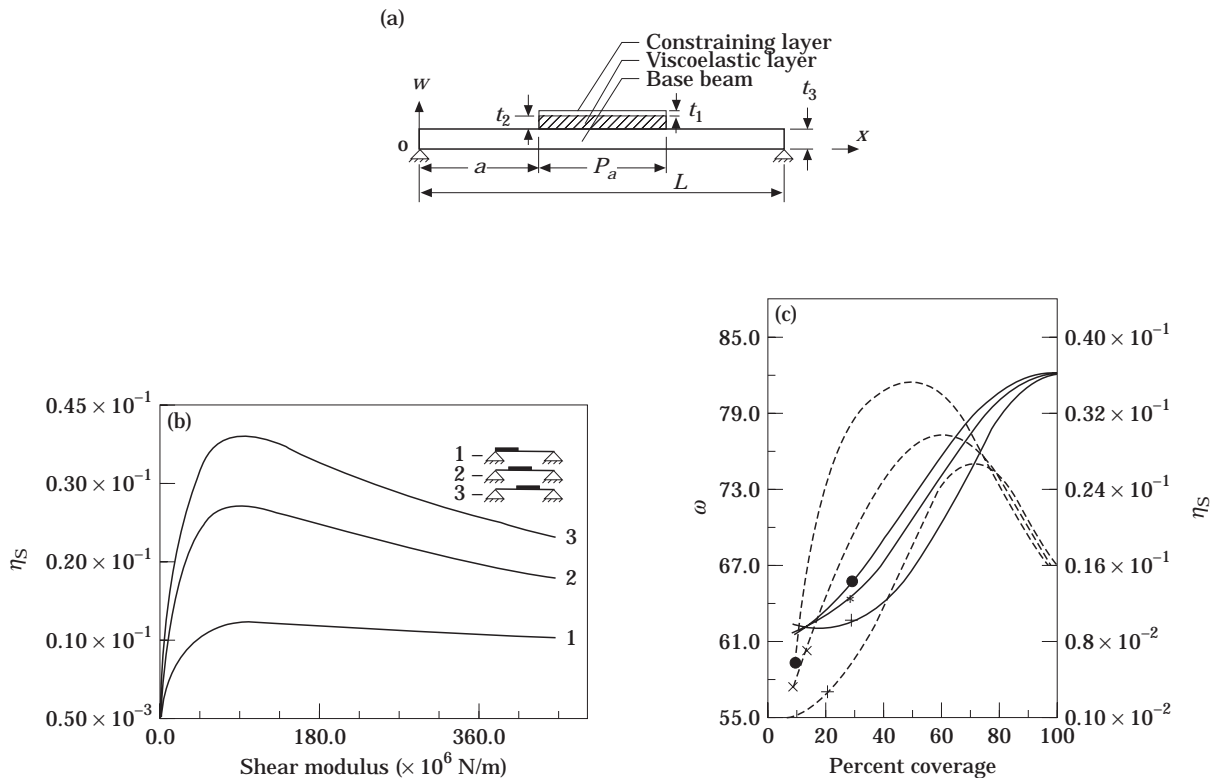 (a)
Constraining layer
Viscoelastic layer
Base beam
w
t₂
t₁
t₃
o
x
a
Pₐ
L
(b)
0.45 × 10⁻¹
0.30 × 10⁻¹
0.20 × 10⁻¹
0.10 × 10⁻¹
0.50 × 10⁻³
ηS
1
2
3
3
2
1
0.0
180.0
360.0
Shear modulus (× 10⁶ N/m)
(c)
85.0
79.0
73.0
67.0
61.0
55.0
ω
0.40 × 10⁻¹
0.32 × 10⁻¹
0.24 × 10⁻¹
0.16 × 10⁻¹
0.8 × 10⁻²
0.10 × 10⁻²
ηS
0
20
40
60
80
100
Percent coverage